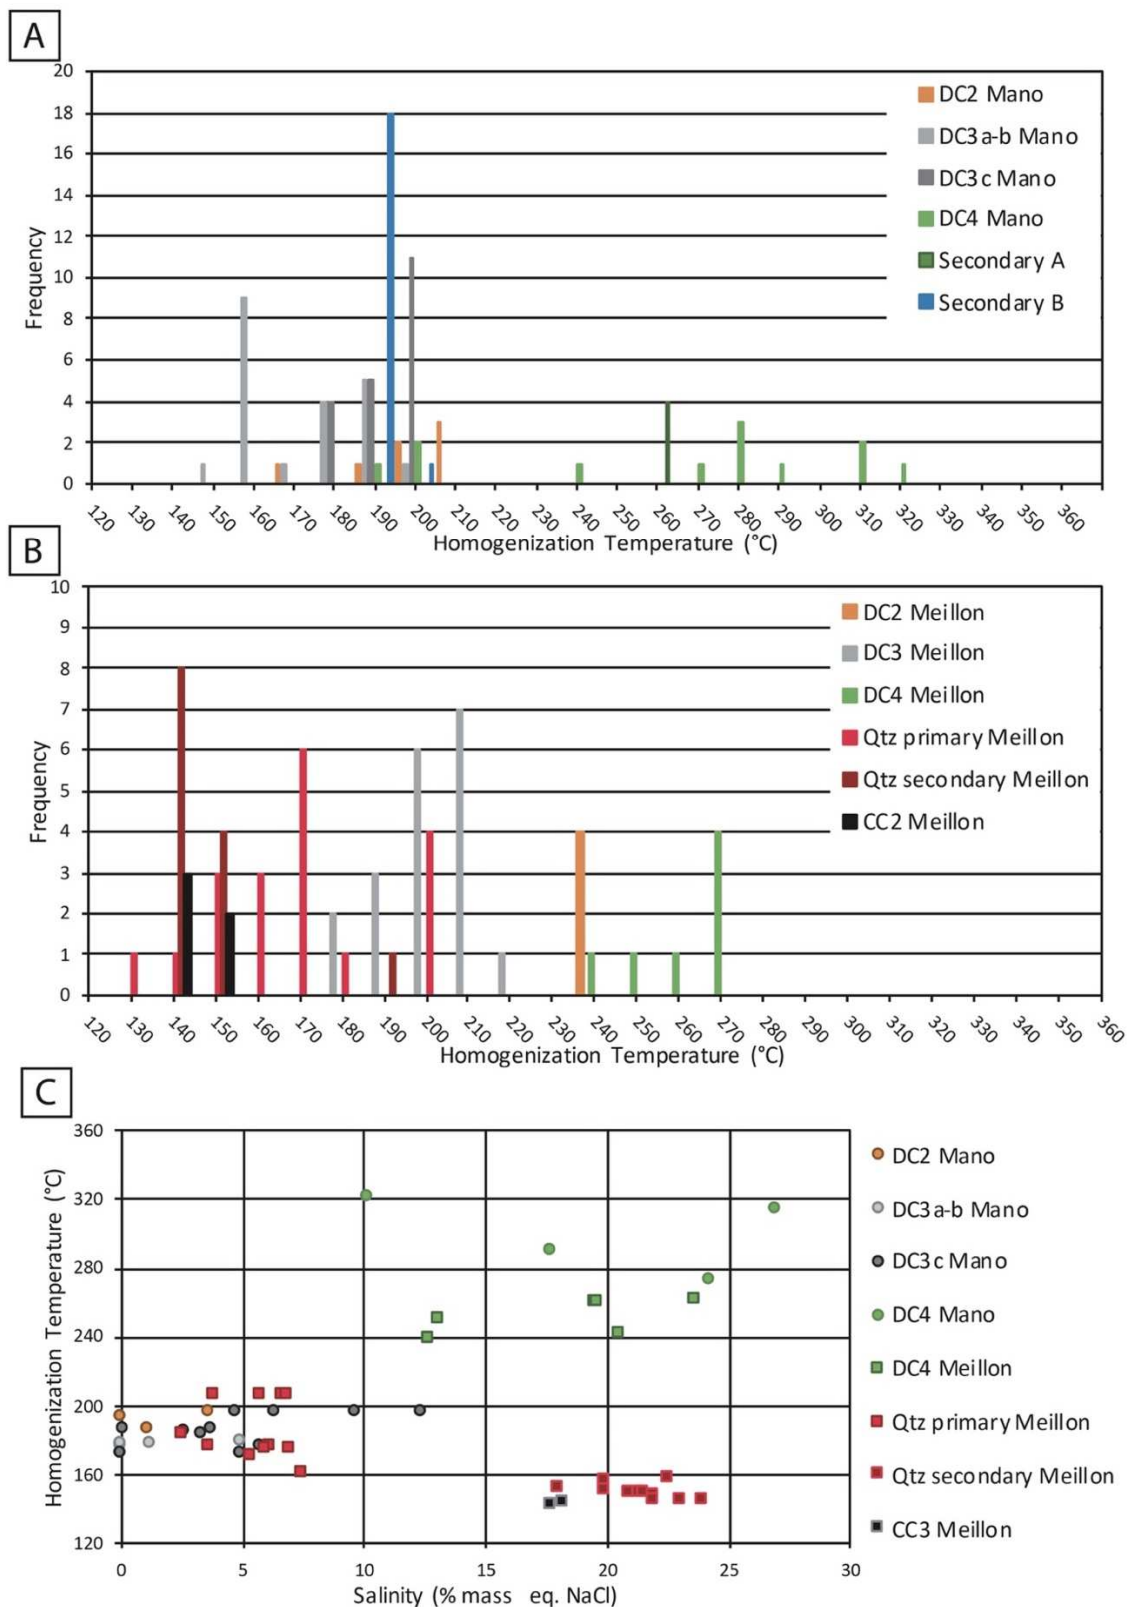 A
20
18
16
14
12
10
8
6
4
2
0
Frequency
DC2 Mano
DC3a-b Mano
DC3c Mano
DC4 Mano
Secondary A
Secondary B
120 130 140 150 160 170 180 190 200 210 220 230 240 250 260 270 280 290 300 310 320 330 340 350 360
Homogenization Temperature (°C)
B
10
9
8
7
6
5
4
3
2
1
0
Frequency
DC2 Meillon
DC3 Meillon
DC4 Meillon
Qtz primary Meillon
Qtz secondary Meillon
CC2 Meillon
120 130 140 150 160 170 180 190 200 210 220 230 240 250 260 270 280 290 300 310 320 330 340 350 360
Homogenization Temperature (°C)
C
360
320
280
240
200
160
120
Homogenization Temperature (°C)
DC2 Mano
DC3a-b Mano
DC3c Mano
DC4 Mano
DC4 Meillon
Qtz primary Meillon
Qtz secondary Meillon
CC3 Meillon
0 5 10 15 20 25 30
Salinity (% mass eq. NaCl)